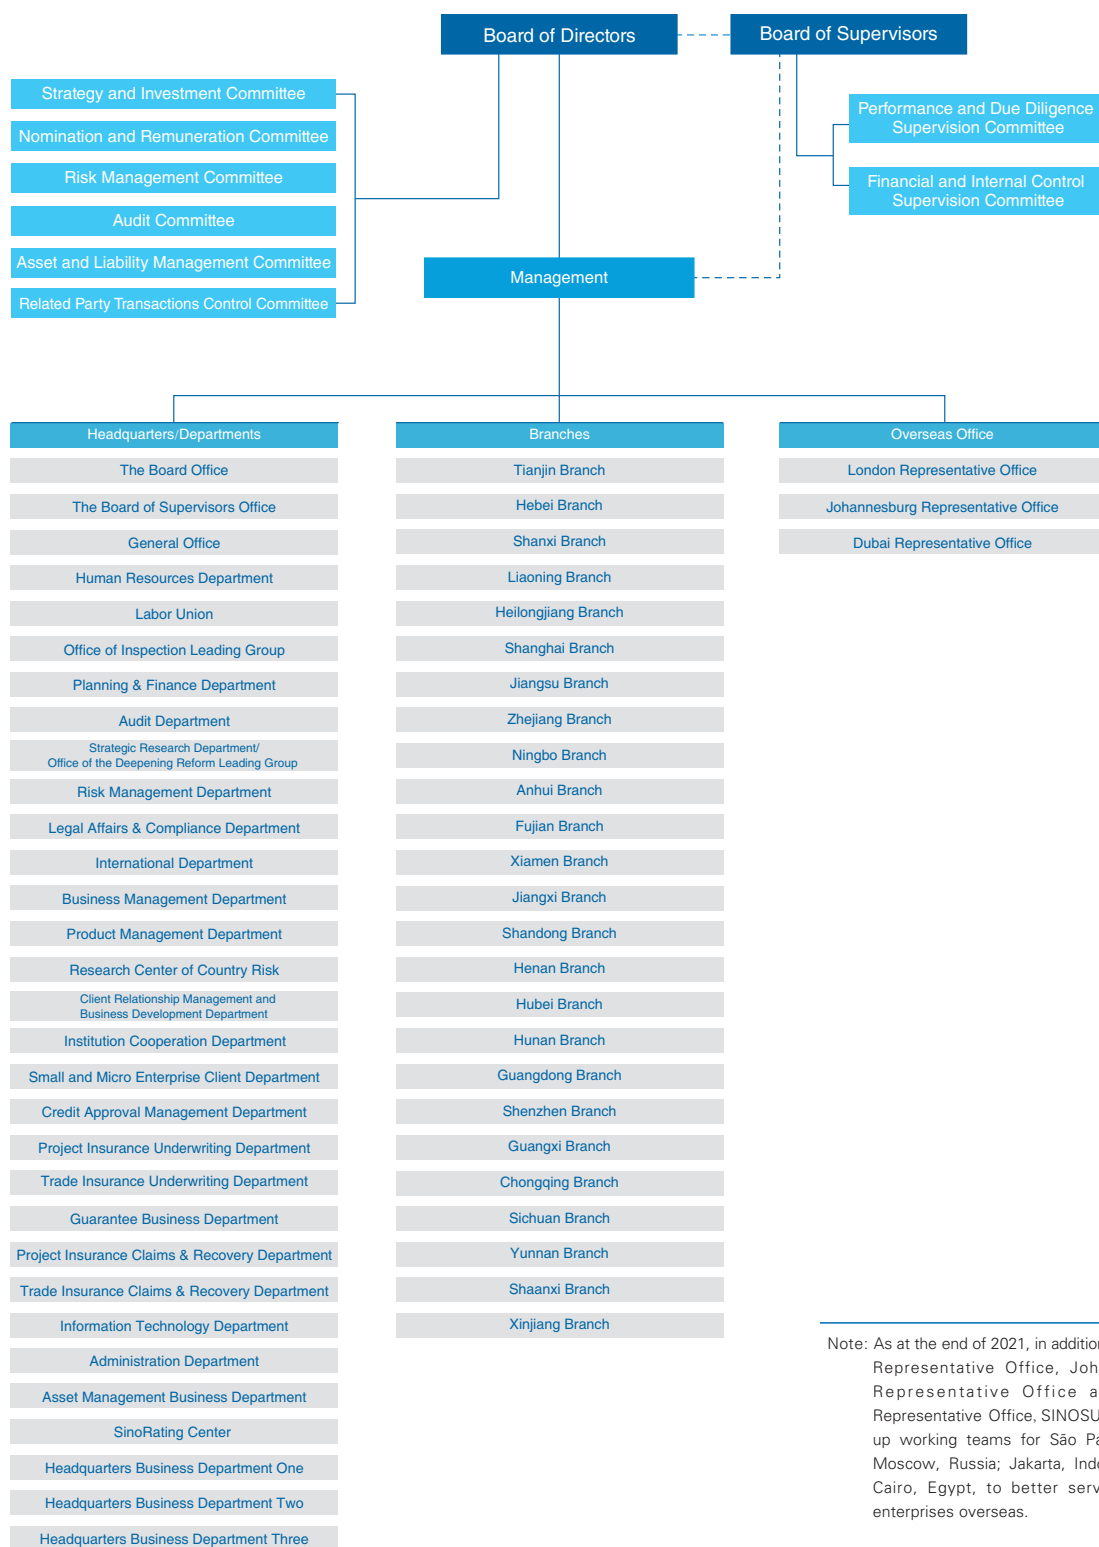 Board of Directors
Board of Supervisors
Strategy and Investment Committee
Nomination and Remuneration Committee
Risk Management Committee
Audit Committee
Asset and Liability Management Committee
Related Party Transactions Control Committee
Performance and Due Diligence
Supervision Committee
Financial and Internal Control
Supervision Committee
Management
Headquarters/Departments
The Board Office
The Board of Supervisors Office
General Office
Human Resources Department
Labor Union
Office of Inspection Leading Group
Planning & Finance Department
Audit Department
Strategic Research Department/
Office of the Deepening Reform Leading Group
Risk Management Department
Legal Affairs & Compliance Department
International Department
Business Management Department
Product Management Department
Research Center of Country Risk
Client Relationship Management and
Business Development Department
Institution Cooperation Department
Small and Micro Enterprise Client Department
Credit Approval Management Department
Project Insurance Underwriting Department
Trade Insurance Underwriting Department
Guarantee Business Department
Project Insurance Claims & Recovery Department
Trade Insurance Claims & Recovery Department
Information Technology Department
Administration Department
Asset Management Business Department
SinoRating Center
Headquarters Business Department One
Headquarters Business Department Two
Headquarters Business Department Three
Branches
Tianjin Branch
Hebei Branch
Shanxi Branch
Liaoning Branch
Heilongjiang Branch
Shanghai Branch
Jiangsu Branch
Zhejiang Branch
Ningbo Branch
Anhui Branch
Fujian Branch
Xiamen Branch
Jiangxi Branch
Shandong Branch
Henan Branch
Hubei Branch
Hunan Branch
Guangdong Branch
Shenzhen Branch
Guangxi Branch
Chongqing Branch
Sichuan Branch
Yunnan Branch
Shaanxi Branch
Xinjiang Branch
Overseas Office
London Representative Office
Johannesburg Representative Office
Dubai Representative Office
Note: As at the end of 2021, in addition
Representative Office, Joh
Representative Office a
Representative Office, SINOSU
up working teams for São Pa
Moscow, Russia; Jakarta, Indo
Cairo, Egypt, to better serv
enterprises overseas.